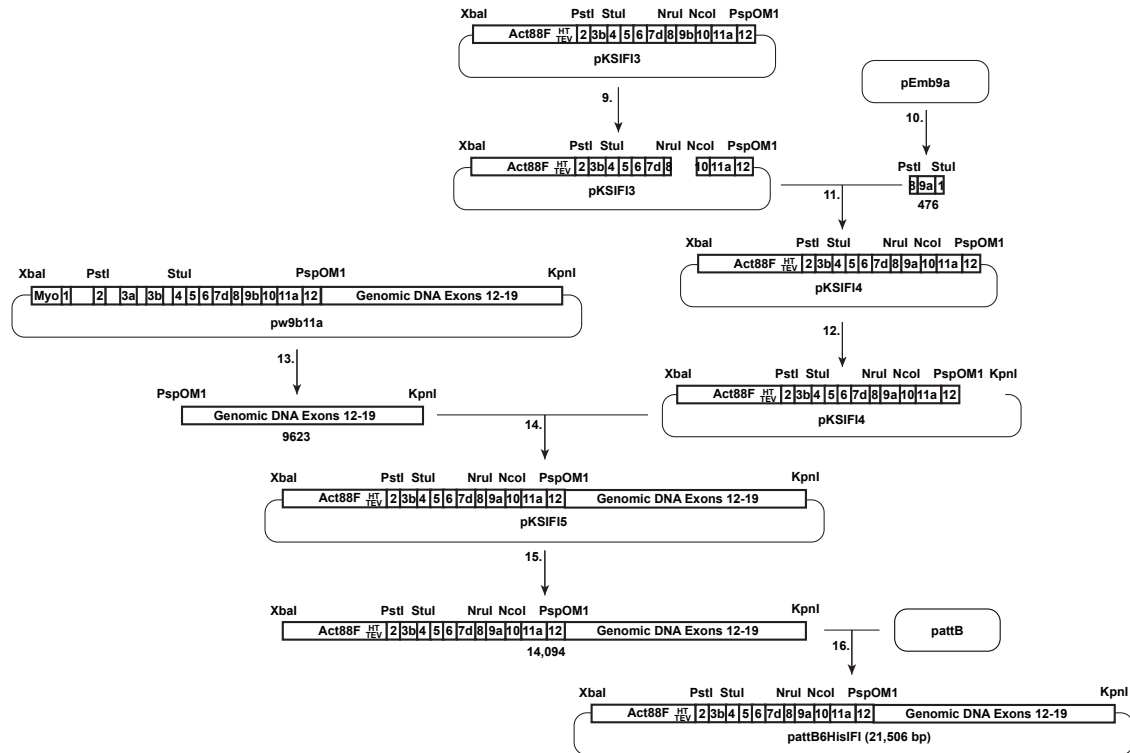 XbaI PstI StuI NruI NcoI PspOM1
Act88F HT TEV 2 3b 4 5 6 7d 8 9b 10 11a 12
pKSIFI3
9.
pEmb9a
10.
XbaI PstI StuI NruI NcoI PspOM1
Act88F HT TEV 2 3b 4 5 6 7d 8 10 11a 12
pKSIFI3
PstI StuI
8 9a 1
476
11.
XbaI PstI StuI NruI NcoI PspOM1
Act88F HT TEV 2 3b 4 5 6 7d 8 9a 10 11a 12
pKSIFI4
XbaI PstI StuI PspOM1 KpnI
Myo 1 2 3a 3b 4 5 6 7d 8 9b 10 11a 12 Genomic DNA Exons 12-19
pw9b11a
12.
13.
PspOM1 KpnI
Genomic DNA Exons 12-19
9623
XbaI PstI StuI NruI NcoI PspOM1 KpnI
Act88F HT TEV 2 3b 4 5 6 7d 8 9a 10 11a 12
pKSIFI4
14.
XbaI PstI StuI NruI NcoI PspOM1 KpnI
Act88F HT TEV 2 3b 4 5 6 7d 8 9a 10 11a 12 Genomic DNA Exons 12-19
pKSIFI5
15.
XbaI PstI StuI NruI NcoI PspOM1 KpnI
Act88F HT TEV 2 3b 4 5 6 7d 8 9a 10 11a 12 Genomic DNA Exons 12-19
14,094
pattB
16.
XbaI PstI StuI NruI NcoI PspOM1 KpnI
Act88F HT TEV 2 3b 4 5 6 7d 8 9a 10 11a 12 Genomic DNA Exons 12-19
pattB6HisIFI (21,506 bp)